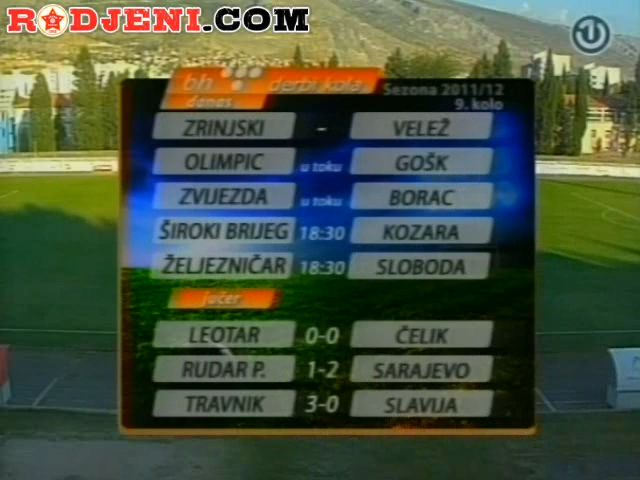 RODJENI.COM
1
bh derbi kola
danas
Sezona 2011/12
9. kolo
ZRINJSKI - VELEŽ
OLIMPIC u toku GOŠK
ZVIJEZDA u toku BORAC
ŠIROKI BRIJEG 18:30 KOZARA
ŽELJEZNIČAR 18:30 SLOBODA
jučer
LEOTAR 0-0 ČELIK
RUDAR P. 1-2 SARAJEVO
TRAVNIK 3-0 SLAVIJA